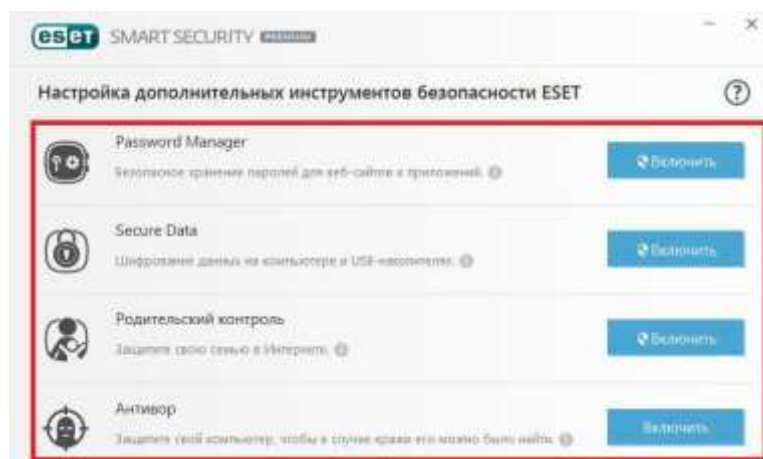 eset SMART SECURITY PREMIUM
Настройка дополнительных инструментов безопасности ESET
Password Manager
Включить
Безопасное хранение паролей для веб-сайтов и приложений.
Secure Data
Включить
Шифрование данных на компьютере и USB-накопителях.
Родительский контроль
Включить
Защитите свою семью в Интернете.
Антивор
Включить
Защитите свой компьютер, чтобы в случае кражи его можно было найти.